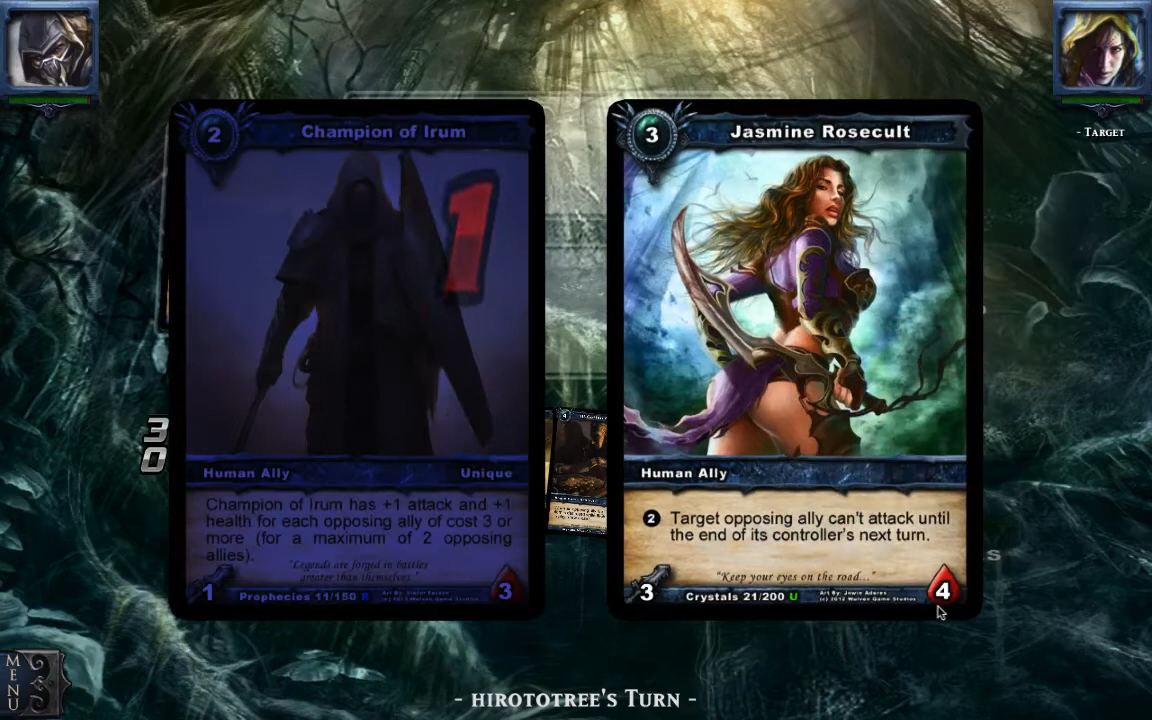 - Target
2
Champion of Irum
1
Human Ally
Unique
Champion of Irum has +1 attack and +1
health for each opposing ally of cost 3 or
more (for a maximum of 2 opposing
allies).
"Legends are forged in battles
greater than themselves."
1
Prophecies 11/150 R
3
3
Jasmine Rosecult
Human Ally
2 Target opposing ally can't attack until
the end of its controller's next turn.
"Keep your eyes on the road..."
3
Crystals 21/200 U
4
3
0
4
S
MENU
- hirototree's Turn -